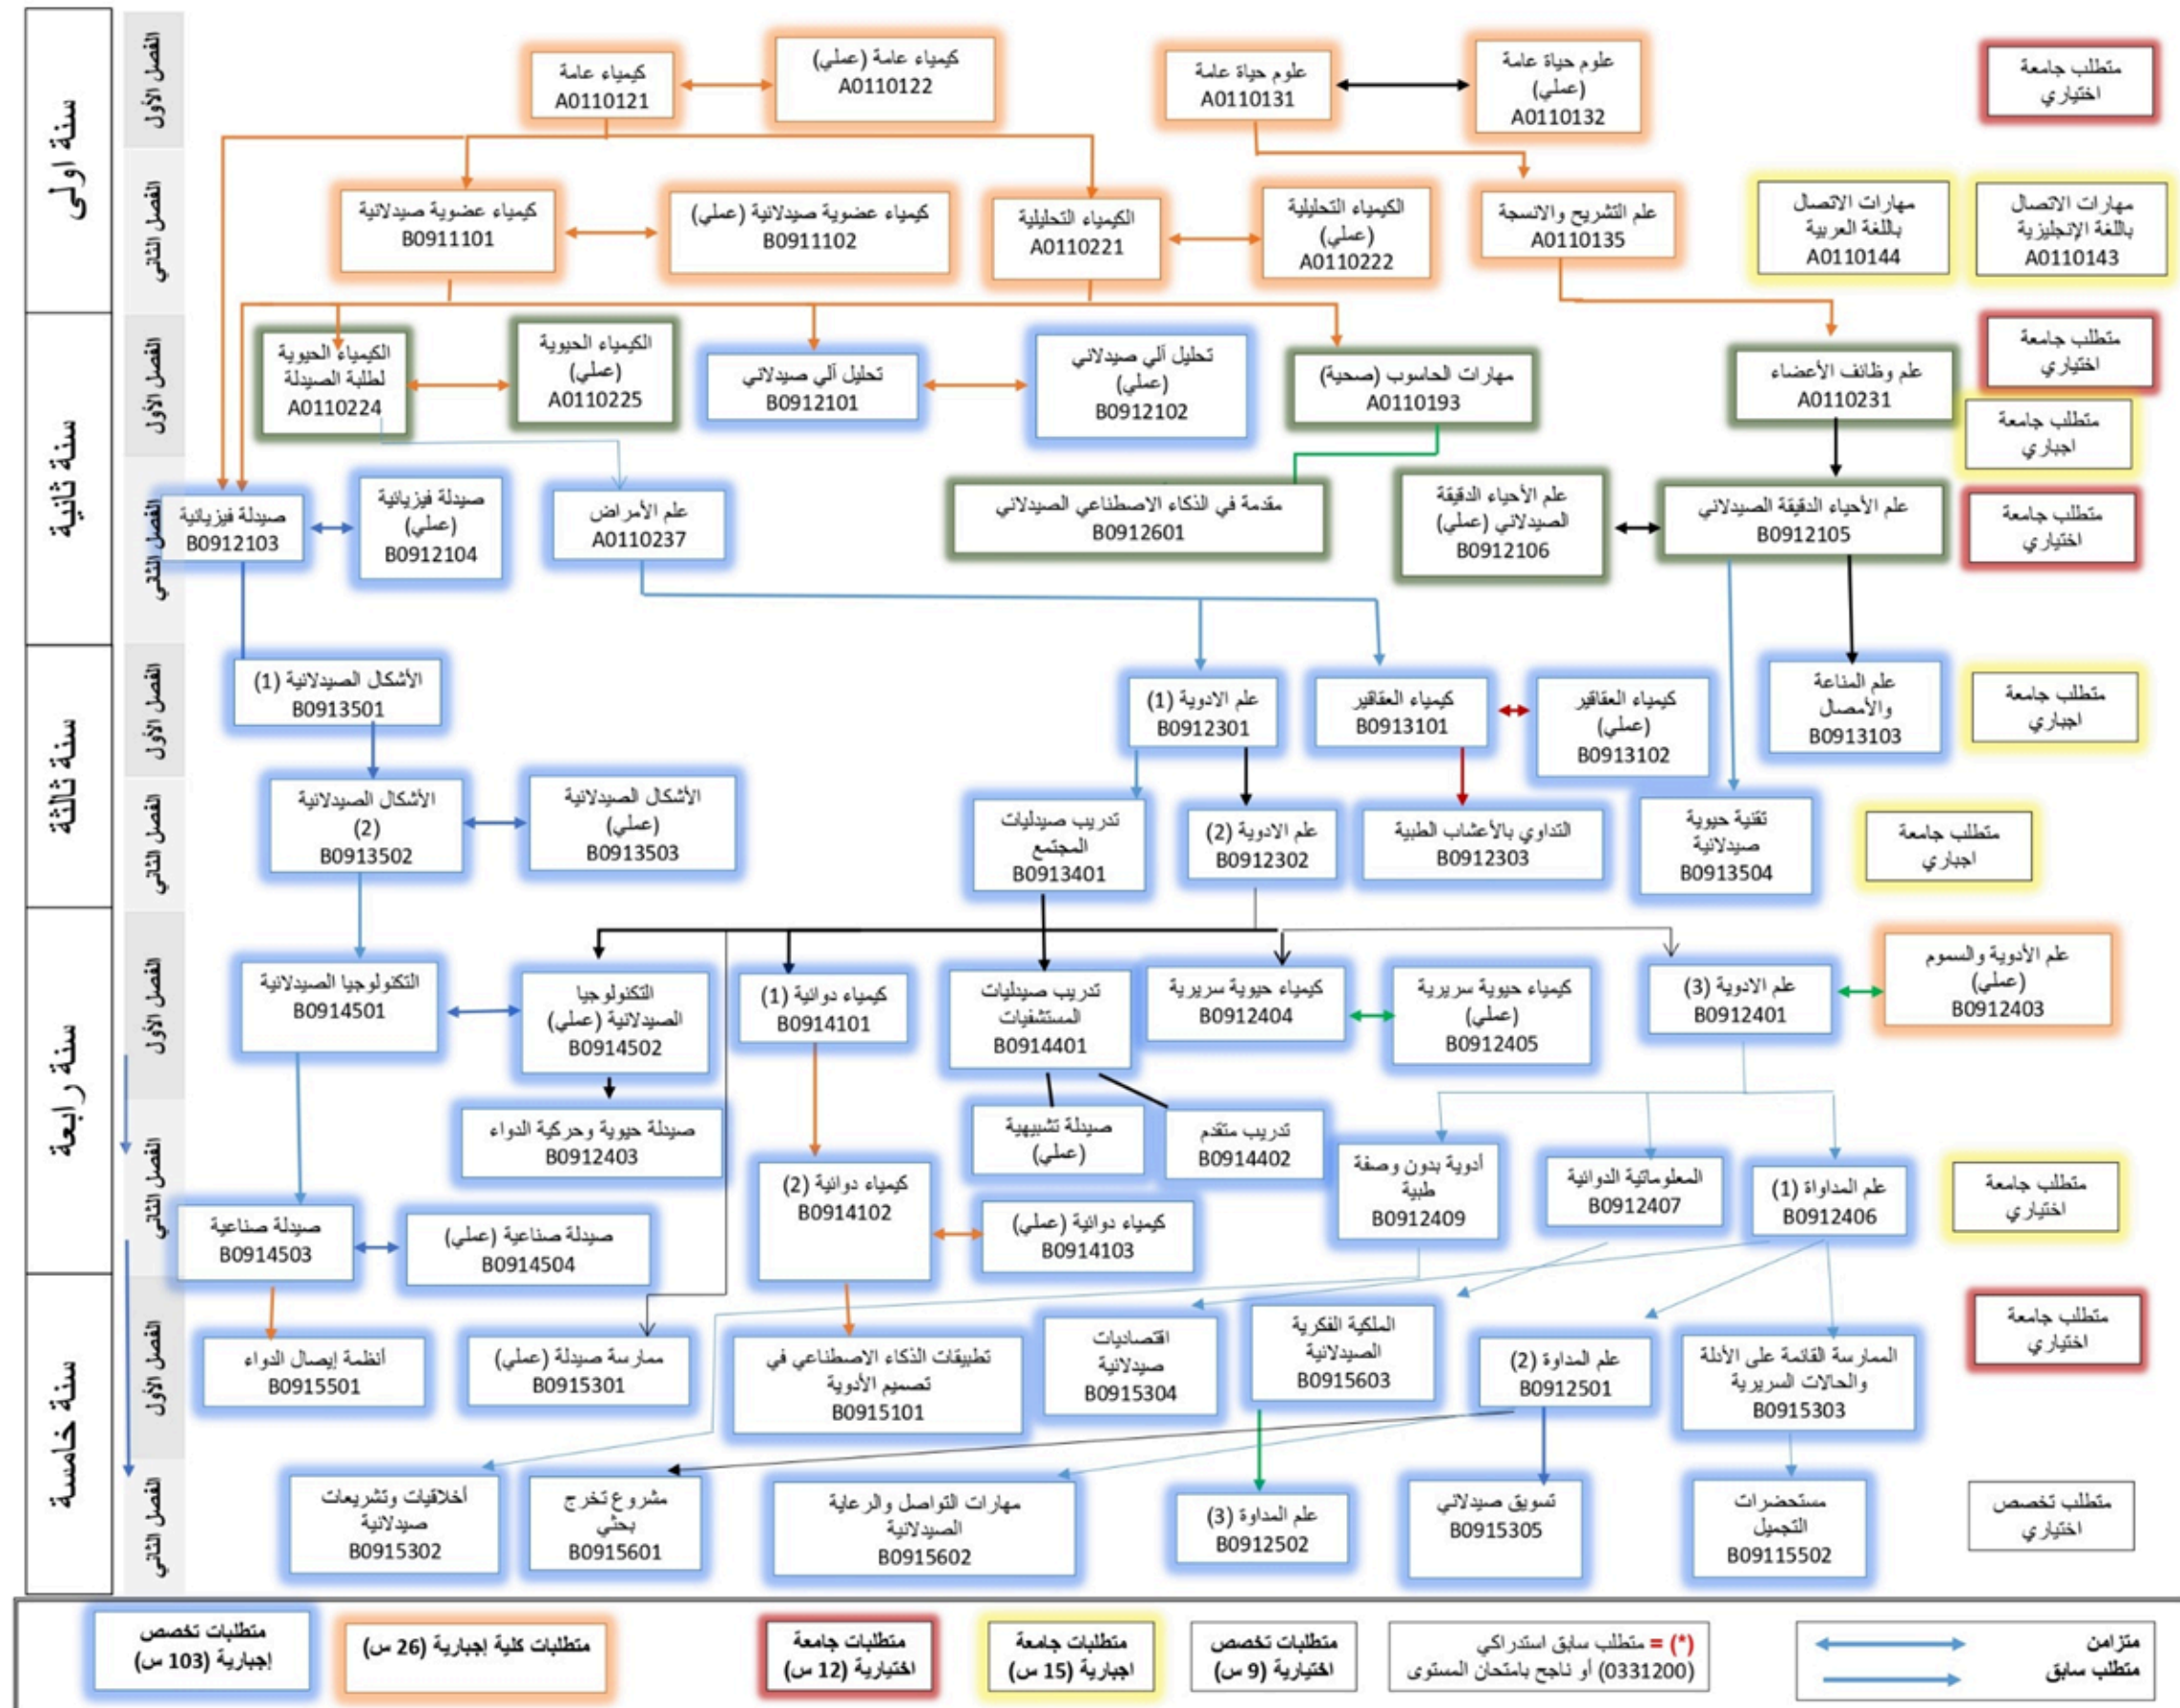 سنة اولى
الفصل الأول
كيمياء عامة
A0110121
كيمياء عامة (عملي)
A0110122
علوم حياة عامة
A0110131
علوم حياة عامة
(عملي)
A0110132
متطلب جامعة
اختياري
الفصل الثاني
كيمياء عضوية صيدلانية
B0911101
كيمياء عضوية صيدلانية (عملي)
B0911102
الكيمياء التحليلية
A0110221
الكيمياء التحليلية
(عملي)
A0110222
علم التشريح والانسجة
A0110135
مهارات الاتصال
باللغة العربية
A0110144
مهارات الاتصال
باللغة الإنجليزية
A0110143
سنة ثانية
الفصل الأول
الكيمياء الحيوية
لطلبة الصيدلة
A0110224
الكيمياء الحيوية
(عملي)
A0110225
تحليل آلي صيدلاني
B0912101
تحليل آلي صيدلاني
(عملي)
B0912102
مهارات الحاسوب (صحية)
A0110193
علم وظائف الأعضاء
A0110231
متطلب جامعة
اختياري
متطلب جامعة
اجباري
الفصل الثاني
صيدلة فيزيائية
B0912103
صيدلة فيزيائية
(عملي)
B0912104
علم الأمراض
A0110237
مقدمة في الذكاء الاصطناعي الصيدلاني
B0912601
علم الأحياء الدقيقة
الصيدلاني (عملي)
B0912106
علم الأحياء الدقيقة الصيدلاني
B0912105
متطلب جامعة
اختياري
سنة ثالثة
الفصل الأول
الأشكال الصيدلانية (1)
B0913501
علم الادوية (1)
B0912301
كيمياء العقاقير
B0913101
كيمياء العقاقير
(عملي)
B0913102
علم المناعة
والأمصال
B0913103
متطلب جامعة
اجباري
الفصل الثاني
الأشكال الصيدلانية
(2)
B0913502
الأشكال الصيدلانية
(عملي)
B0913503
تدريب صيدليات
المجتمع
B0913401
علم الادوية (2)
B0912302
التداوي بالأعشاب الطبية
B0912303
تقنية حيوية
صيدلانية
B0913504
متطلب جامعة
اجباري
سنة رابعة
الفصل الأول
التكنولوجيا الصيدلانية
B0914501
التكنولوجيا
الصيدلانية (عملي)
B0914502
كيمياء دوائية (1)
B0914101
تدريب صيدليات
المستشفيات
B0914401
كيمياء حيوية سريرية
B0912404
كيمياء حيوية سريرية
(عملي)
B0912405
علم الادوية (3)
B0912401
علم الأدوية والسموم
(عملي)
B0912403
الفصل الثاني
صيدلة حيوية وحركية الدواء
B0912403
صيدلة تشبيهية
(عملي)
تدريب متقدم
B0914402
صيدلة صناعية
B0914503
صيدلة صناعية (عملي)
B0914504
كيمياء دوائية (2)
B0914102
كيمياء دوائية (عملي)
B0914103
أدوية بدون وصفة
طبية
B0912409
المعلوماتية الدوائية
B0912407
علم المداواة (1)
B0912406
متطلب جامعة
اختياري
سنة خامسة
الفصل الأول
أنظمة إيصال الدواء
B0915501
ممارسة صيدلة (عملي)
B0915301
تطبيقات الذكاء الاصطناعي في
تصميم الأدوية
B0915101
اقتصاديات
صيدلانية
B0915304
الملكية الفكرية
الصيدلانية
B0915603
علم المداوة (2)
B0912501
الممارسة القائمة على الأدلة
والحالات السريرية
B0915303
متطلب جامعة
اختياري
الفصل الثاني
أخلاقيات وتشريعات
صيدلانية
B0915302
مشروع تخرج
بحثي
B0915601
مهارات التواصل والرعاية
الصيدلانية
B0915602
علم المداوة (3)
B0912502
تسويق صيدلاني
B0915305
مستحضرات
التجميل
B09115502
متطلب تخصص
اختياري
متطلبات تخصص
إجبارية (103 س)
متطلبات كلية إجبارية (26 س)
متطلبات جامعة
اختيارية (12 س)
متطلبات جامعة
اجبارية (15 س)
متطلبات تخصص
اختيارية (9 س)
(*) = متطلب سابق استدراكي
(0331200) أو ناجح بامتحان المستوى
متزامن
متطلب سابق